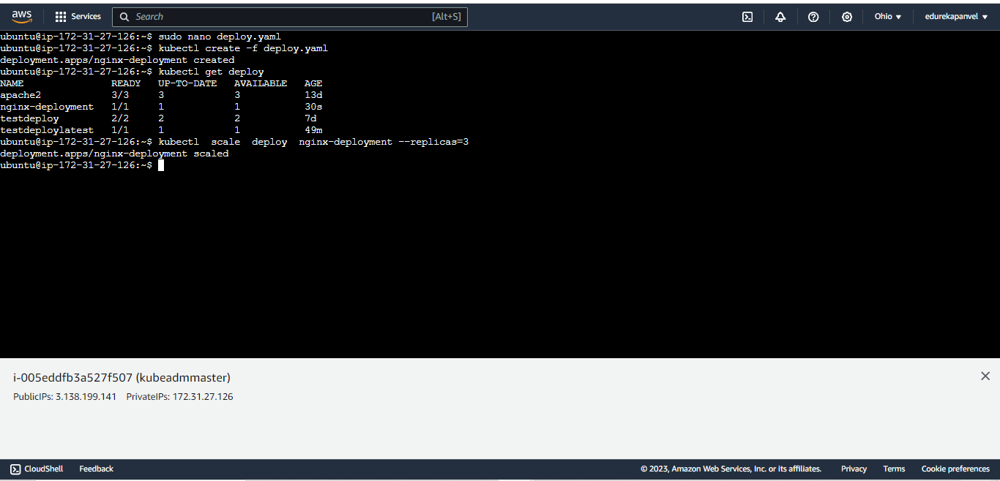 aws Services Search [Alt+S] Ohio edurekapanvel
ubuntu@ip-172-31-27-126:~$ sudo nano deploy.yaml
ubuntu@ip-172-31-27-126:~$ kubectl create -f deploy.yaml
deployment.apps/nginx-deployment created
ubuntu@ip-172-31-27-126:~$ kubectl get deploy
NAME READY UP-TO-DATE AVAILABLE AGE
apache2 3/3 3 3 13d
nginx-deployment 1/1 1 1 30s
testdeploy 2/2 2 2 7d
testdeploylatest 1/1 1 1 49m
ubuntu@ip-172-31-27-126:~$ kubectl  scale  deploy  nginx-deployment --replicas=3
deployment.apps/nginx-deployment scaled
ubuntu@ip-172-31-27-126:~$
i-005eddfb3a527f507 (kubeadmmaster)
PublicIPs: 3.138.199.141 PrivateIPs: 172.31.27.126
CloudShell Feedback © 2023, Amazon Web Services, Inc. or its affiliates. Privacy Terms Cookie preferences